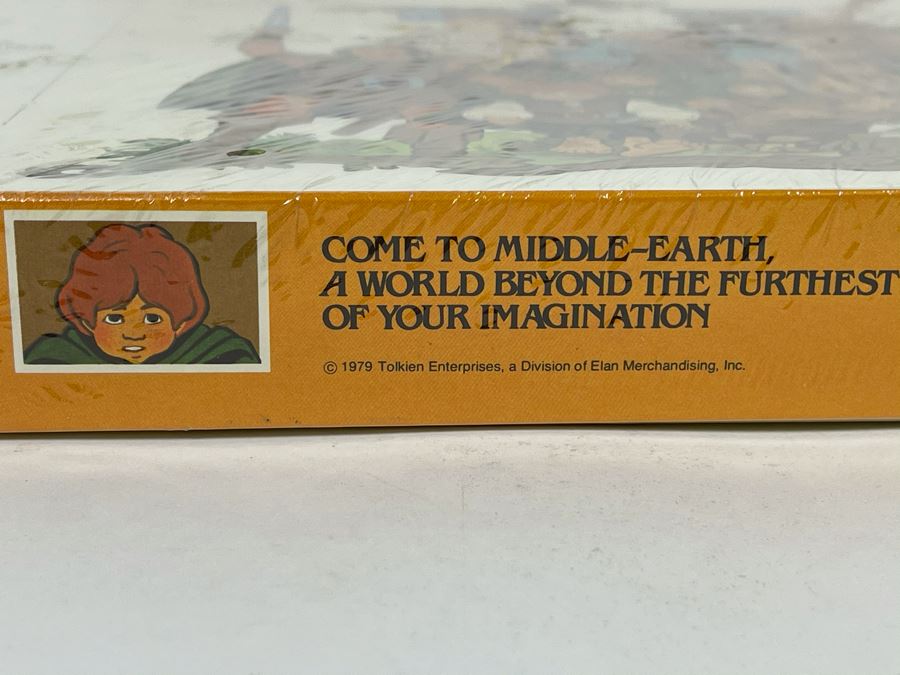 COME TO MIDDLE-EARTH,
A WORLD BEYOND THE FURTHEST
OF YOUR IMAGINATION
© 1979 Tolkien Enterprises, a Division of Elan Merchandising, Inc.